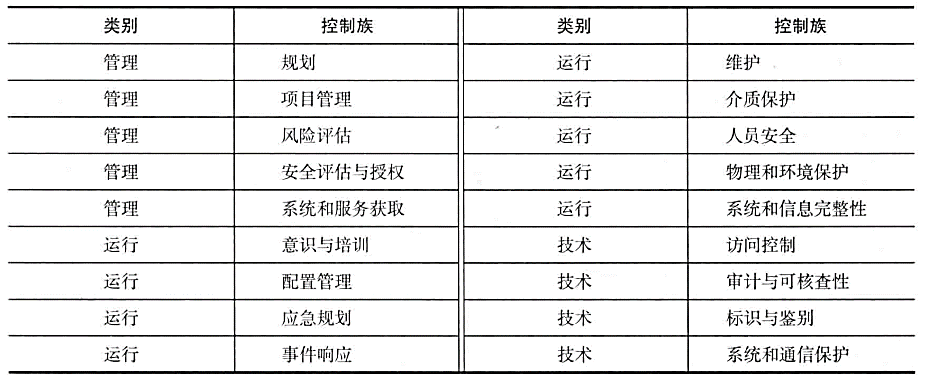 类别 控制族 类别 控制族
管理 规划 运行 维护
管理 项目管理 运行 介质保护
管理 风险评估 运行 人员安全
管理 安全评估与授权 运行 物理和环境保护
管理 系统和服务获取 运行 系统和信息完整性
运行 意识与培训 技术 访问控制
运行 配置管理 技术 审计与可核查性
运行 应急规划 技术 标识与鉴别
运行 事件响应 技术 系统和通信保护